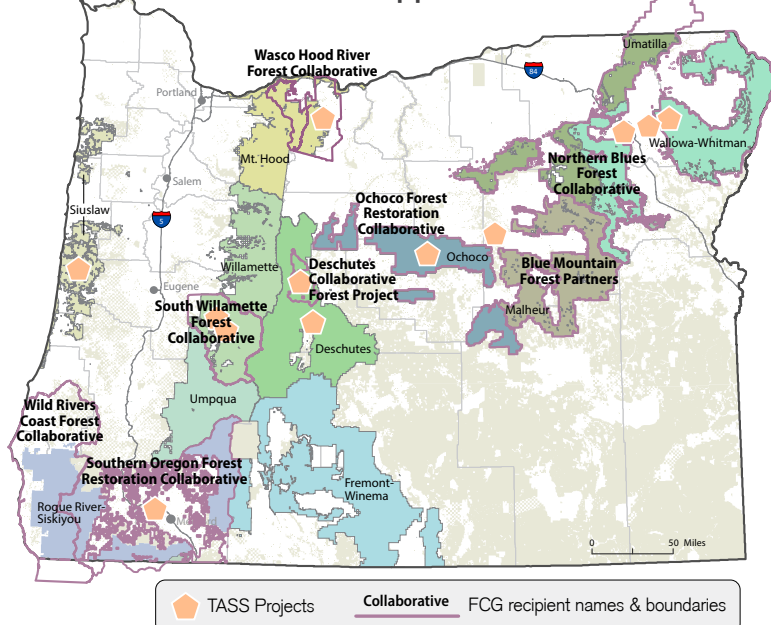 Umatilla
Wasco Hood River
Forest Collaborative
84
Portland
Mt. Hood
Wallowa-Whitman
Northern Blues
Forest
Collaborative
Salem
Ochoco Forest
Restoration
Collaborative
Siuslaw
5
Ochoco
Willamette
Deschutes
Collaborative
Forest Project
Blue Mountain
Forest Partners
Eugene
South Willamette
Forest
Collaborative
Malheur
Deschutes
Umpqua
Wild Rivers
Coast Forest
Collaborative
Southern Oregon Forest
Restoration Collaborative
Fremont-
Winema
Rogue River-
Siskiyou
0 50 Miles
TASS Projects
Collaborative
FCG recipient names & boundaries